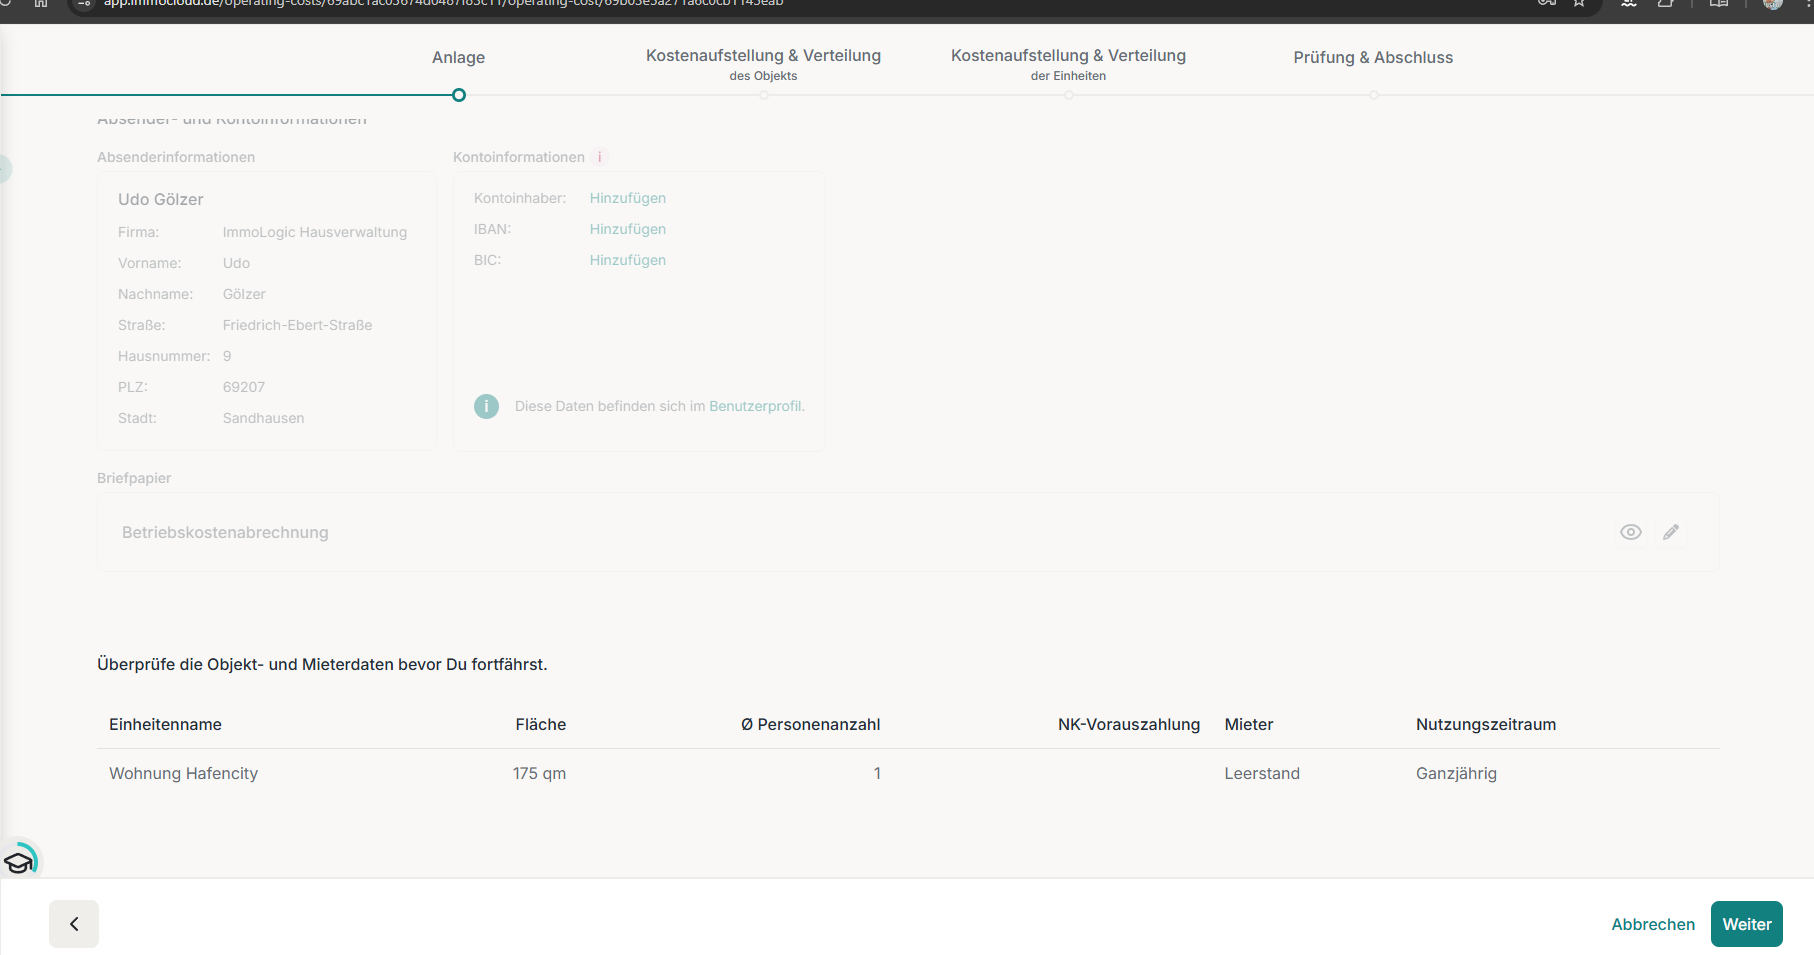 Anlage
Kostenaufstellung & Verteilung
des Objekts
Kostenaufstellung & Verteilung
der Einheiten
Prüfung & Abschluss
Absender- und Kontoinformationen
Absenderinformationen
Kontoinformationen i
Udo Gölzer
Firma: ImmoLogic Hausverwaltung
Vorname: Udo
Nachname: Gölzer
Straße: Friedrich-Ebert-Straße
Hausnummer: 9
PLZ: 69207
Stadt: Sandhausen
Kontoinhaber: Hinzufügen
IBAN: Hinzufügen
BIC: Hinzufügen
i Diese Daten befinden sich im Benutzerprofil.
Briefpapier
Betriebskostenabrechnung
Überprüfe die Objekt- und Mieterdaten bevor Du fortfährst.
Einheitenname Fläche Ø Personenanzahl NK-Vorauszahlung Mieter Nutzungszeitraum
Wohnung Hafencity 175 qm 1 Leerstand Ganzjährig
Abbrechen Weiter